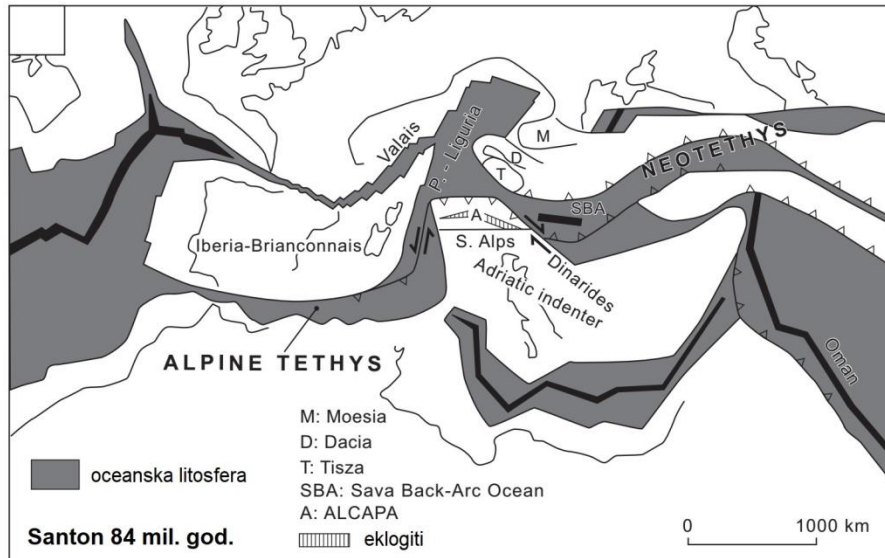 Valais
P. - Liguria
M
D
T
NEOTETHYS
SBA
A
Iberia-Brianconnais
S. Alps
Dinarides
Adriatic indenter
Oman
ALPINE TETHYS
M: Moesia
D: Dacia
T: Tisza
SBA: Sava Back-Arc Ocean
A: ALCAPA
eklogiti
oceanska litosfera
Santon 84 mil. god.
0 1000 km